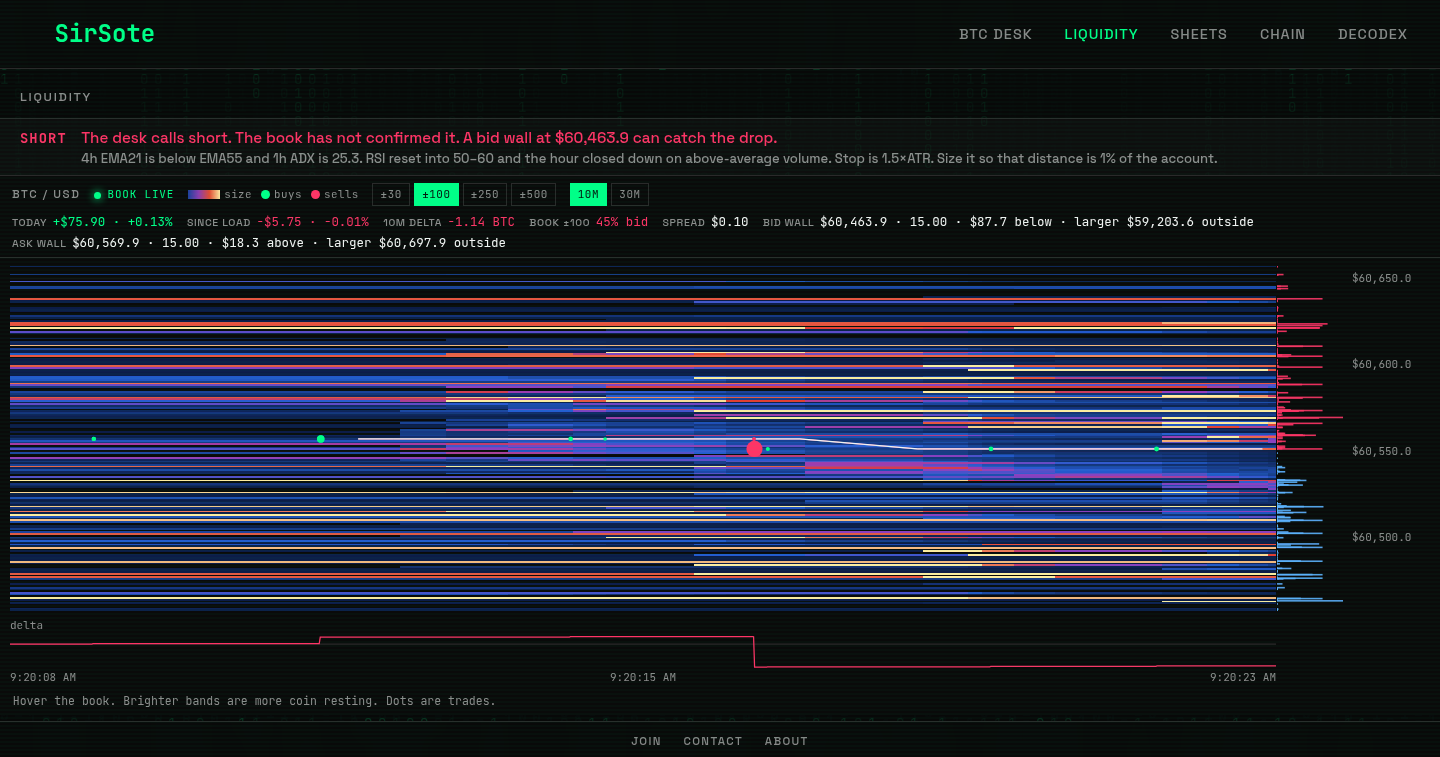 SirSote
BTC DESK LIQUIDITY SHEETS CHAIN DECODEX
LIQUIDITY
SHORT The desk calls short. The book has not confirmed it. A bid wall at $60,463.9 can catch the drop.
4h EMA21 is below EMA55 and 1h ADX is 25.3. RSI reset into 50–60 and the hour closed down on above-average volume. Stop is 1.5×ATR. Size it so that distance is 1% of the account.
BTC / USD BOOK LIVE size buys sells ±30 ±100 ±250 ±500 10M 30M
TODAY +$75.90 · +0.13% SINCE LOAD -$5.75 · -0.01% 10M DELTA -1.14 BTC BOOK ±100 45% bid SPREAD $0.10 BID WALL $60,463.9 · 15.00 · $87.7 below · larger $59,203.6 outside
ASK WALL $60,569.9 · 15.00 · $18.3 above · larger $60,697.9 outside
$60,650.0
$60,600.0
$60,550.0
$60,500.0
delta
9:20:08 AM 9:20:15 AM 9:20:23 AM
Hover the book. Brighter bands are more coin resting. Dots are trades.
JOIN CONTACT ABOUT